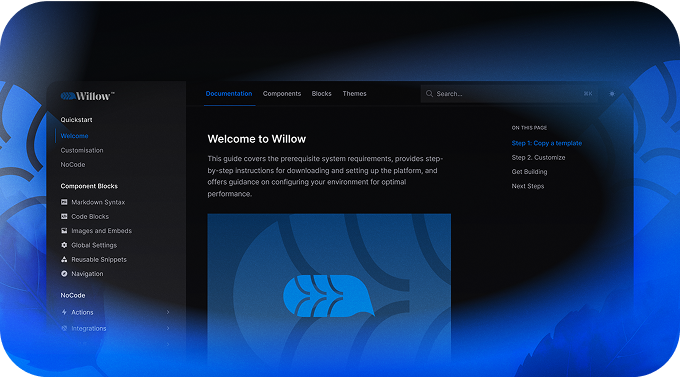 Willow™
Documentation
Components
Blocks
Themes
Search...
⌘K
Quickstart
Welcome
Customisation
NoCode
Component Blocks
Markdown Syntax
Code Blocks
Images and Embeds
Global Settings
Reusable Snippets
Navigation
NoCode
Actions
Integrations
Welcome to Willow
This guide covers the prerequisite system requirements, provides step-
by-step instructions for downloading and setting up the platform, and
offers guidance on configuring your environment for optimal
performance.
ON THIS PAGE
Step 1: Copy a template
Step 2. Customize
Get Building
Next Steps